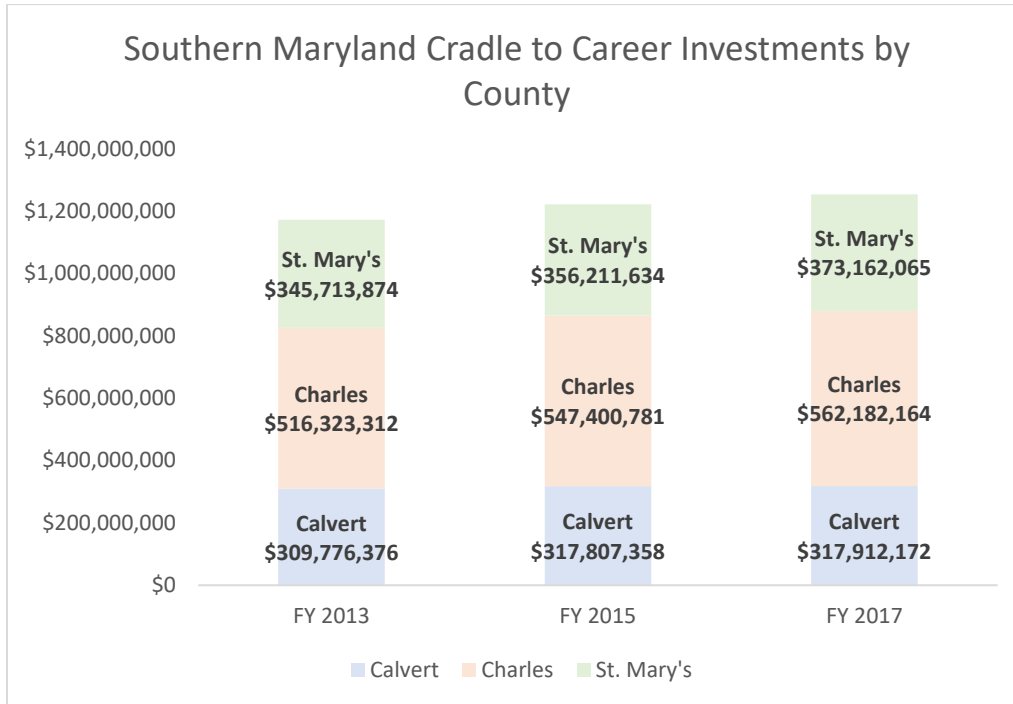 Southern Maryland Cradle to Career Investments by
County
$1,400,000,000
$1,200,000,000
$1,000,000,000
$800,000,000
$600,000,000
$400,000,000
$200,000,000
$0
St. Mary's
$345,713,874
Charles
$516,323,312
Calvert
$309,776,376
St. Mary's
$356,211,634
Charles
$547,400,781
Calvert
$317,807,358
St. Mary's
$373,162,065
Charles
$562,182,164
Calvert
$317,912,172
FY 2013
FY 2015
FY 2017
Calvert Charles St. Mary's